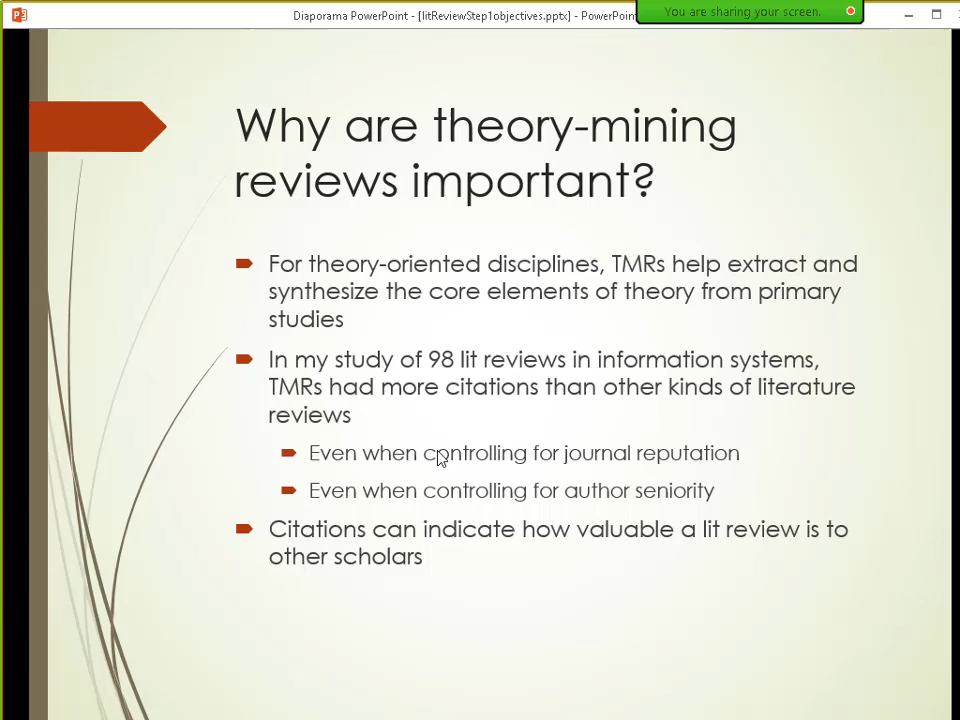 Diaporama PowerPoint - [litReviewStep1objectives.pptx] - PowerPoin
You are sharing your screen.
Why are theory-mining
reviews important?
For theory-oriented disciplines, TMRs help extract and
synthesize the core elements of theory from primary
studies
In my study of 98 lit reviews in information systems,
TMRs had more citations than other kinds of literature
reviews
Even when controlling for journal reputation
Even when controlling for author seniority
Citations can indicate how valuable a lit review is to
other scholars